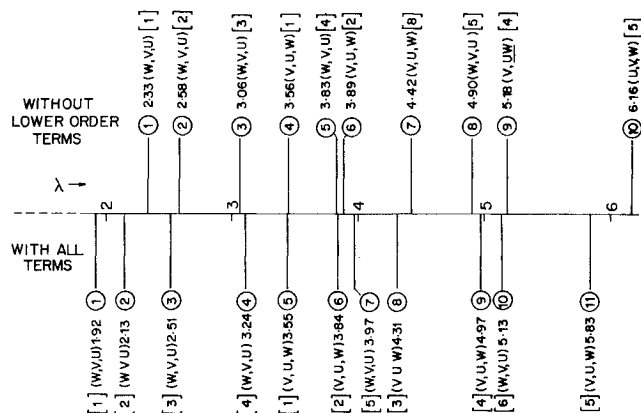 ① 2·33 (W,V,U) [1]
② 2·58 (W,V,U) [2]
③ 3·06 (W,V,U) [3]
④ 3·56 (V,U,W) [1]
⑤ 3·83 (W,V,U) [4]
⑥ 3·89 (V,U,W) [2]
⑦ 4·42 (V,U,W) [8]
⑧ 4·90 (W,V,U) [5]
⑨ 5·18 (V,UW) [4]
⑩ 6·16 (U,V,W) [5]
WITHOUT
LOWER ORDER
TERMS
λ →
2 3 4 5 6
WITH ALL
TERMS
① [1] (W,V,U) 1·92
② [2] (W V U) 2·13
③ [3] (W,V,U) 2·51
④ [4] (W,V,U) 3·24
⑤ [1] (V,U,W) 3·55
⑥ [2] (V,U,W) 3·84
⑦ [5] (W,V,U) 3·97
⑧ [3] (V U W) 4·31
⑨ [4] (V,U,W) 4·97
⑩ [6] (W,V,U) 5·13
⑪ [5] (V,U,W) 5·83